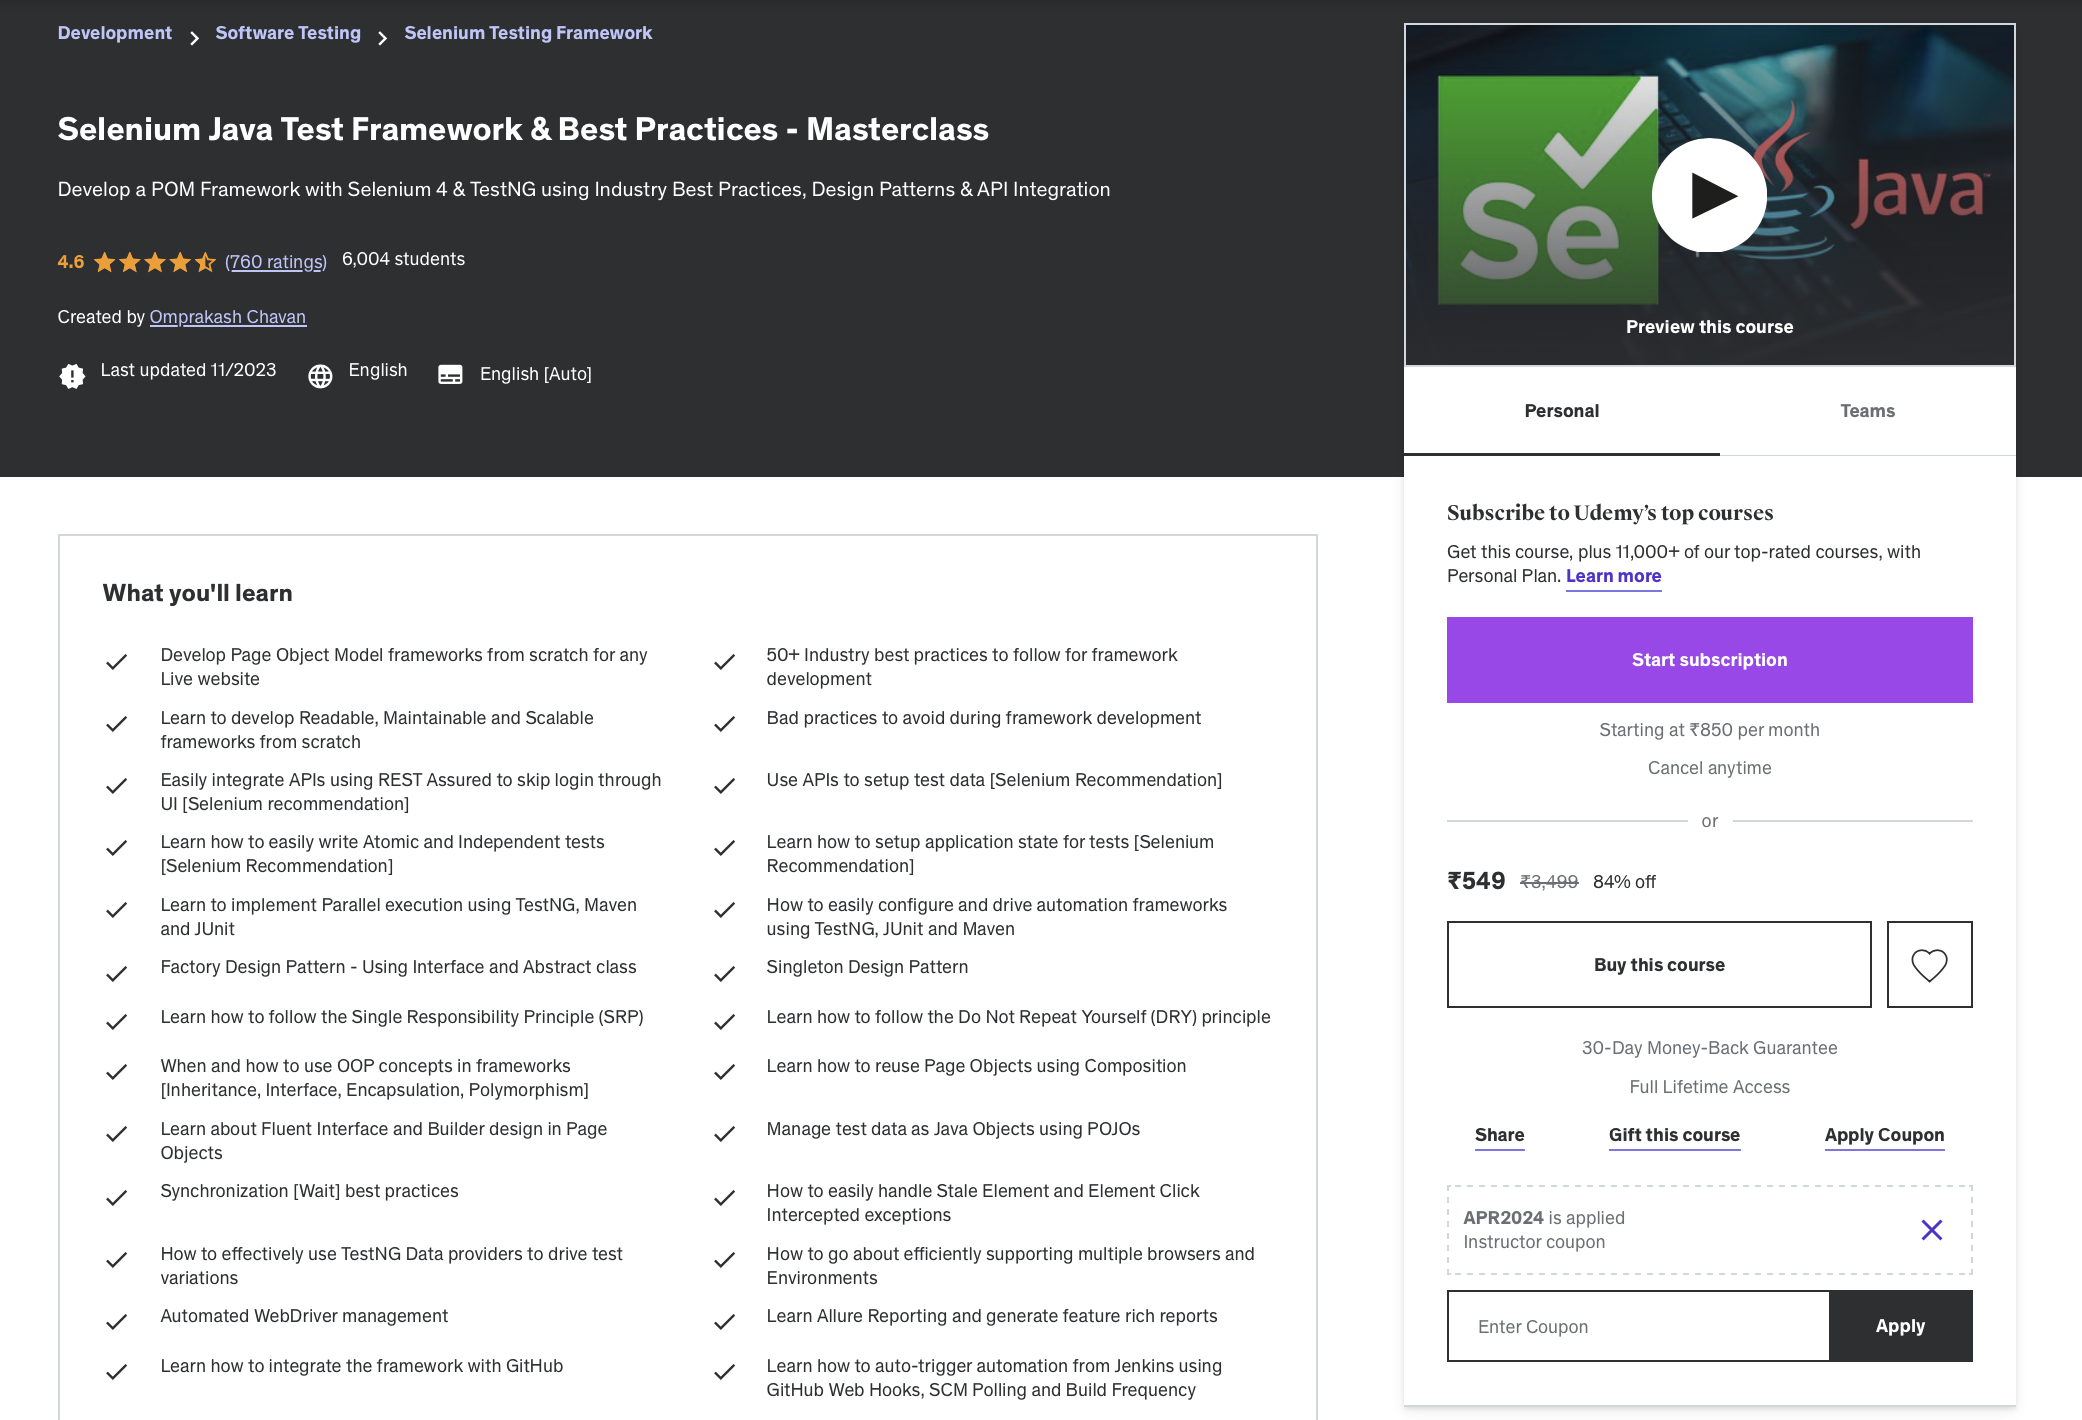 Development
Software Testing
Selenium Testing Framework
Selenium Java Test Framework & Best Practices - Masterclass
Develop a POM Framework with Selenium 4 & TestNG using Industry Best Practices, Design Patterns & API Integration
4.6 (760 ratings) 6,004 students
Created by Omprakash Chavan
Last updated 11/2023
English
English [Auto]
What you'll learn
Develop Page Object Model frameworks from scratch for any
Live website
50+ Industry best practices to follow for framework
development
Learn to develop Readable, Maintainable and Scalable
frameworks from scratch
Bad practices to avoid during framework development
Easily integrate APIs using REST Assured to skip login through
UI [Selenium recommendation]
Use APIs to setup test data [Selenium Recommendation]
Learn how to easily write Atomic and Independent tests
[Selenium Recommendation]
Learn how to setup application state for tests [Selenium
Recommendation]
Learn to implement Parallel execution using TestNG, Maven
and JUnit
How to easily configure and drive automation frameworks
using TestNG, JUnit and Maven
Factory Design Pattern - Using Interface and Abstract class
Singleton Design Pattern
Learn how to follow the Single Responsibility Principle (SRP)
Learn how to follow the Do Not Repeat Yourself (DRY) principle
When and how to use OOP concepts in frameworks
[Inheritance, Interface, Encapsulation, Polymorphism]
Learn how to reuse Page Objects using Composition
Learn about Fluent Interface and Builder design in Page
Objects
Manage test data as Java Objects using POJOs
Synchronization [Wait] best practices
How to easily handle Stale Element and Element Click
Intercepted exceptions
How to effectively use TestNG Data providers to drive test
variations
How to go about efficiently supporting multiple browsers and
Environments
Automated WebDriver management
Learn Allure Reporting and generate feature rich reports
Learn how to integrate the framework with GitHub
Learn how to auto-trigger automation from Jenkins using
GitHub Web Hooks, SCM Polling and Build Frequency
Se
Java™
Preview this course
Personal
Teams
Subscribe to Udemy's top courses
Get this course, plus 11,000+ of our top-rated courses, with
Personal Plan. Learn more
Start subscription
Starting at ₹850 per month
Cancel anytime
or
₹549 ₹3,499 84% off
Buy this course
30-Day Money-Back Guarantee
Full Lifetime Access
Share
Gift this course
Apply Coupon
APR2024 is applied
Instructor coupon
Enter Coupon
Apply